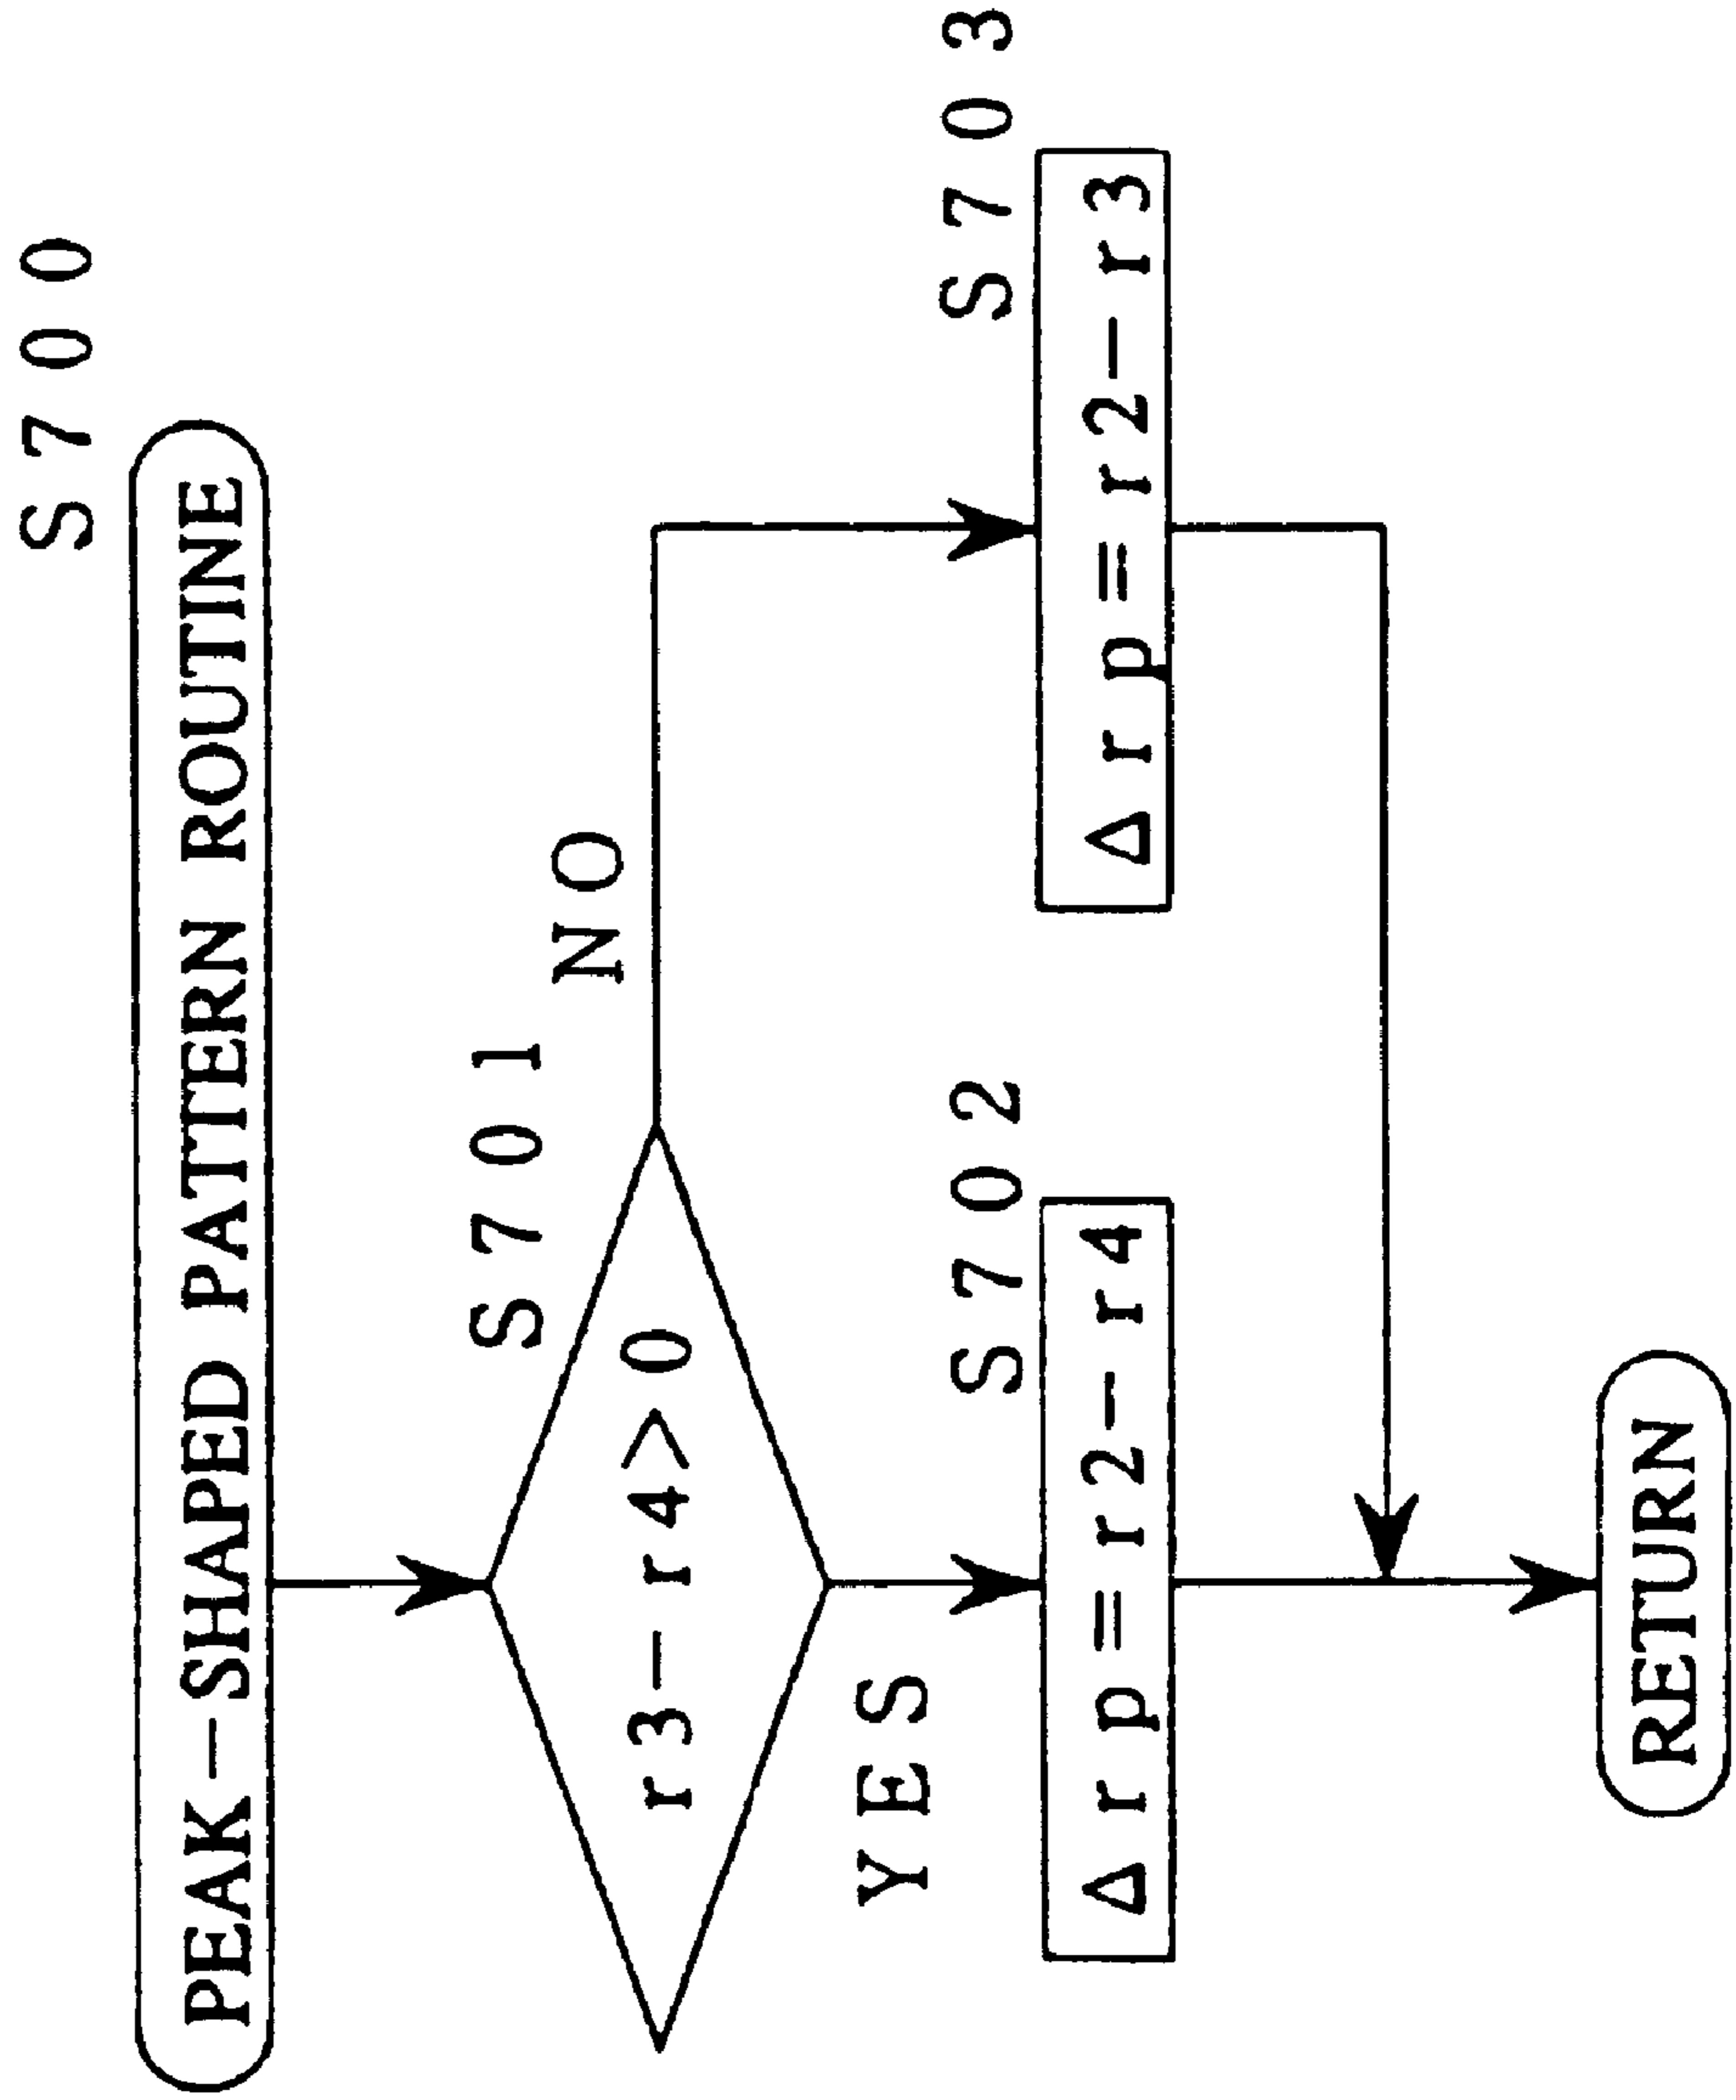 S700
PEAK-SHAPED PATTERN ROUTINE
S701
r3-r4>0
NO
YES
S702
Δrp=r2-r4
S703
Δrp=r2-r3
RETURN